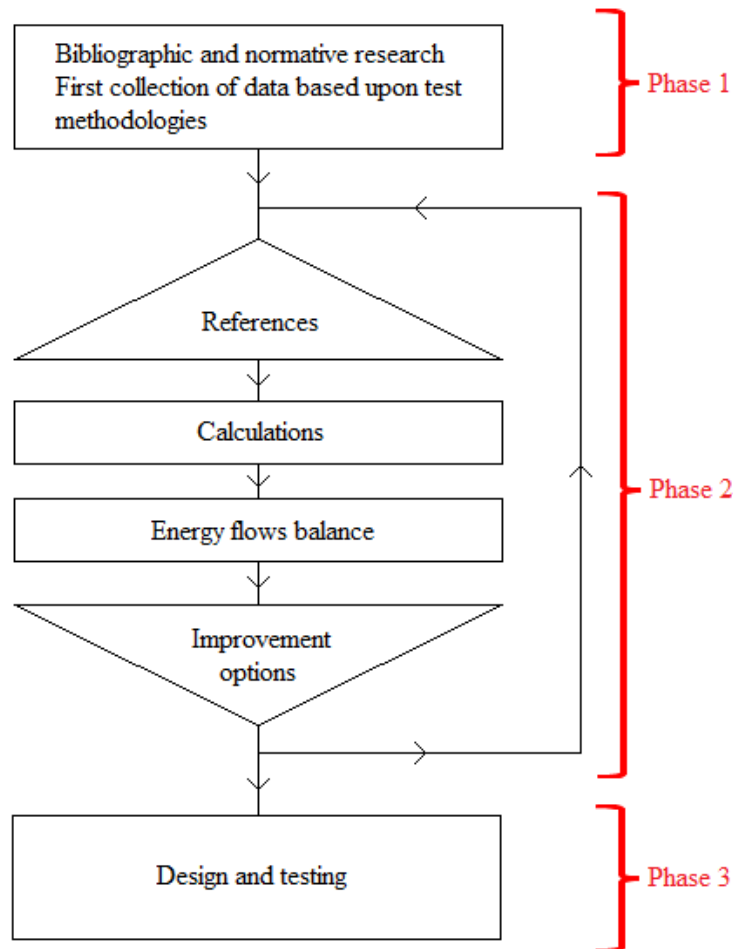 Bibliographic and normative research
First collection of data based upon test
methodologies
Phase 1
References
Calculations
Phase 2
Energy flows balance
Improvement
options
Design and testing
Phase 3